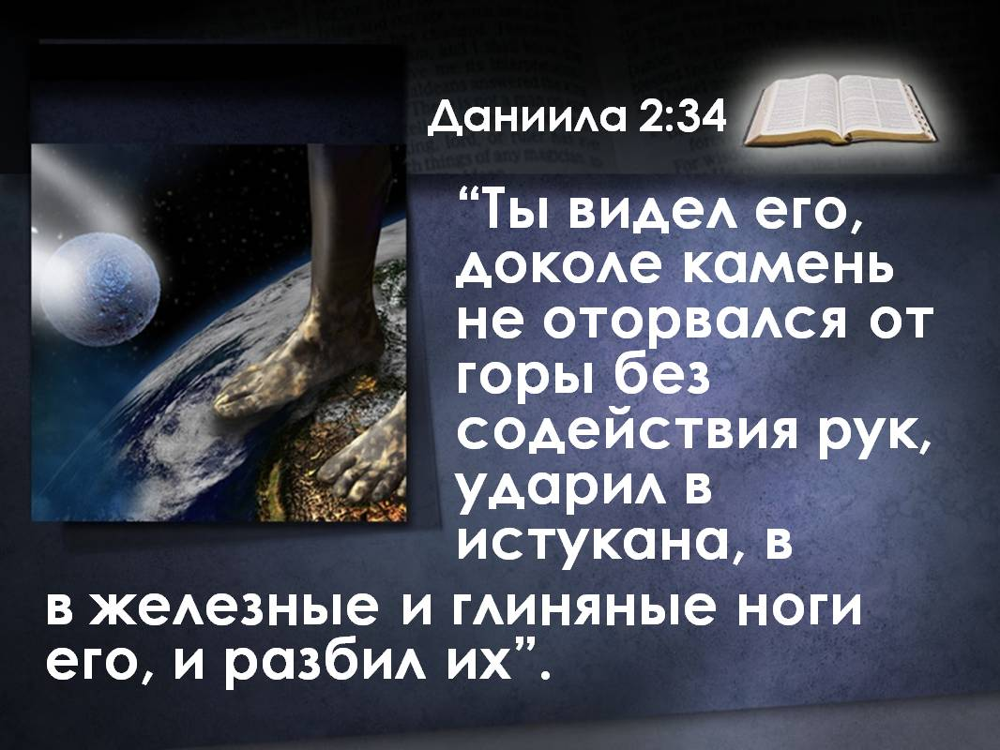 Даниила 2:34
“Ты видел его,
доколе камень
не оторвался от
горы без
содействия рук,
ударил в
истукана, в
в железные и глиняные ноги
его, и разбил их”.